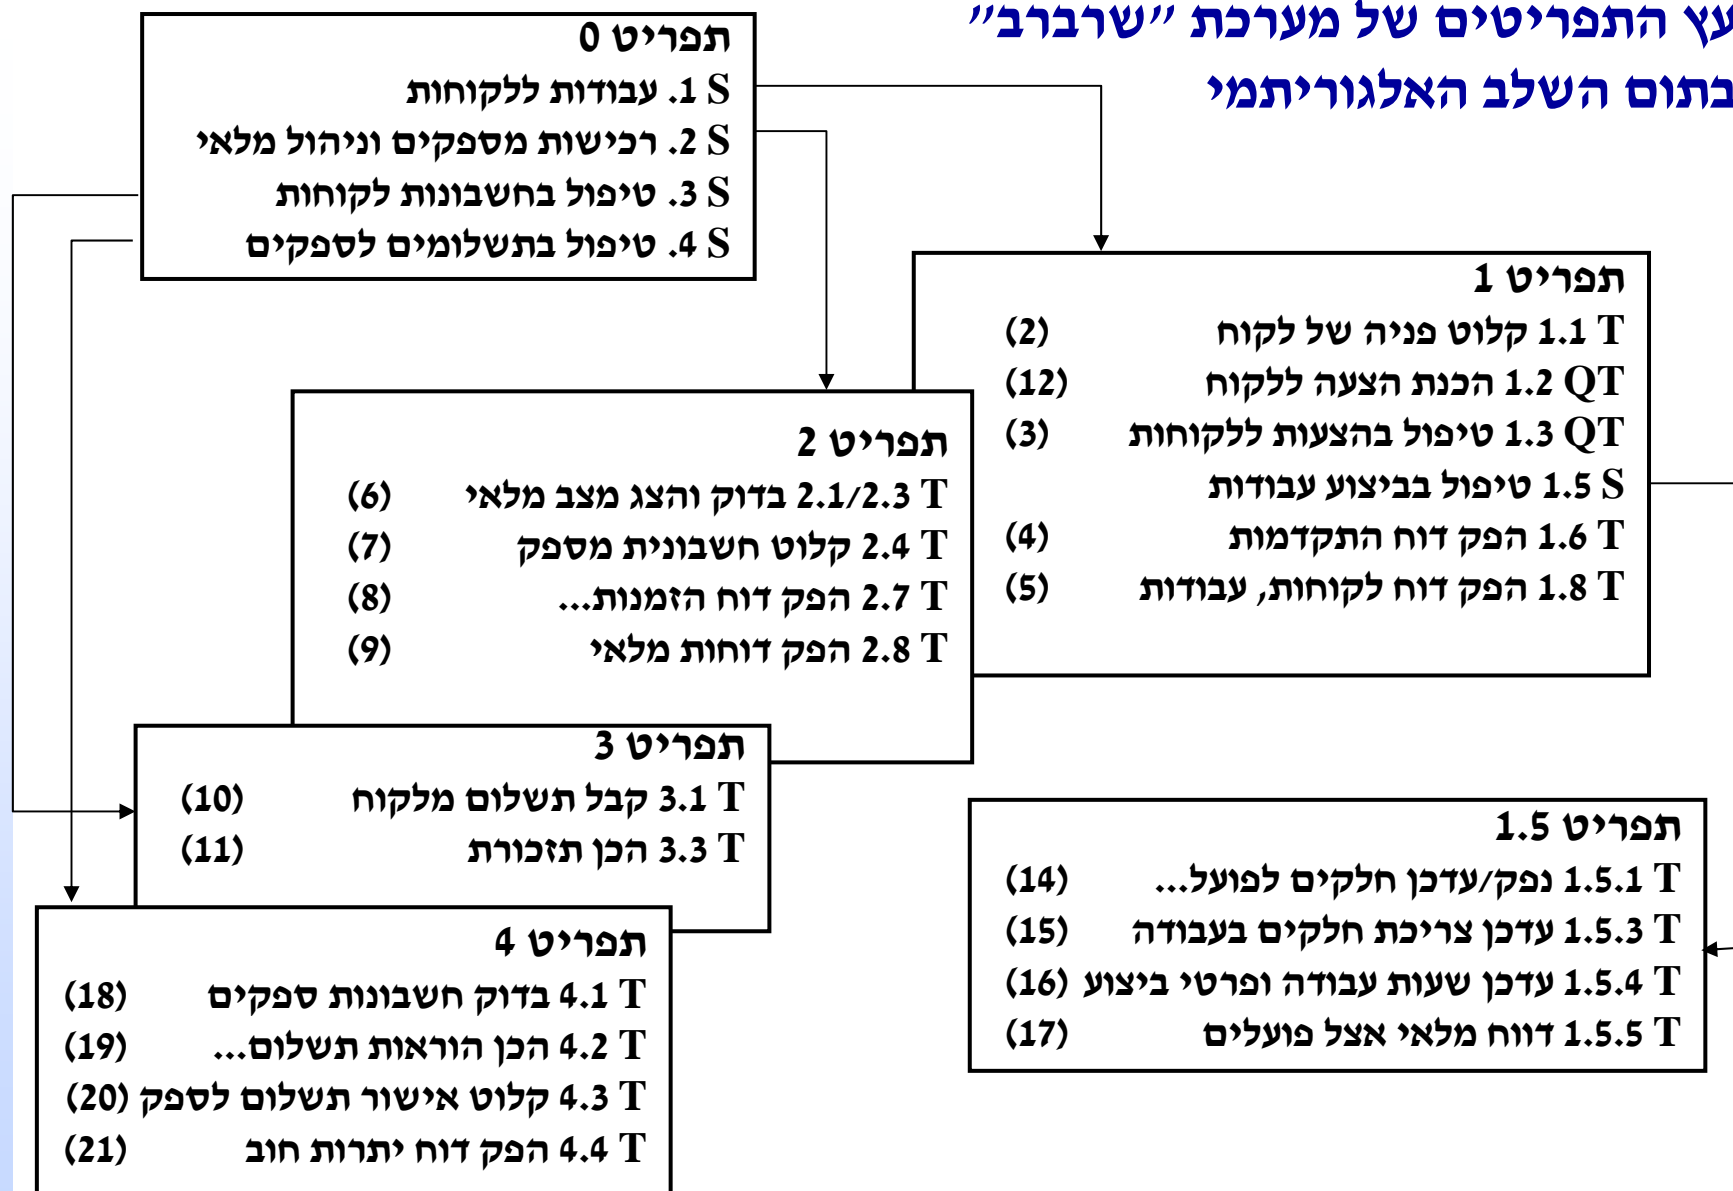 עץ התפריטים של מערכת "שרברב"
בתום השלב האלגוריתמי
תפריט 0
S 1. עבודות ללקוחות
S 2. רכישות מספקים וניהול מלאי
S 3. טיפול בחשבונות לקוחות
S 4. טיפול בתשלומים לספקים
תפריט 1
T 1.1 קלוט פניה של לקוח (2)
QT 1.2 הכנת הצעה ללקוח (12)
QT 1.3 טיפול בהצעות ללקוחות (3)
S 1.5 טיפול בביצוע עבודות
T 1.6 הפק דוח התקדמות (4)
T 1.8 הפק דוח לקוחות, עבודות (5)
תפריט 2
T 2.1/2.3 בדוק והצג מצב מלאי (6)
T 2.4 קלוט חשבונית מספק (7)
T 2.7 הפק דוח הזמנות... (8)
T 2.8 הפק דוחות מלאי (9)
תפריט 3
T 3.1 קבל תשלום מלקוח (10)
T 3.3 הכן תזכורת (11)
תפריט 1.5
T 1.5.1 נפק/עדכן חלקים לפועל... (14)
T 1.5.3 עדכן צריכת חלקים בעבודה (15)
T 1.5.4 עדכן שעות עבודה ופרטי ביצוע (16)
T 1.5.5 דווח מלאי אצל פועלים (17)
תפריט 4
T 4.1 בדוק חשבונות ספקים (18)
T 4.2 הכן הוראות תשלום... (19)
T 4.3 קלוט אישור תשלום לספק (20)
T 4.4 הפק דוח יתרות חוב (21)